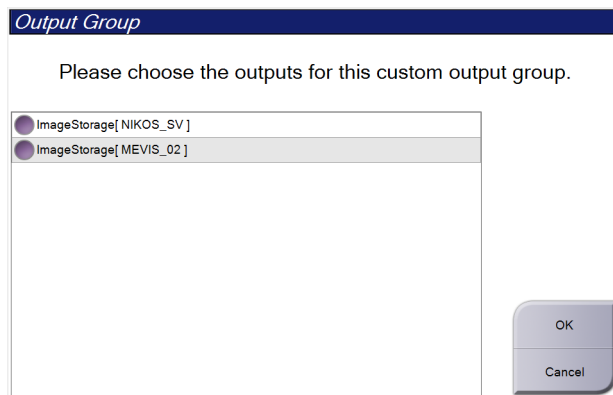 Output Group
Please choose the outputs for this custom output group.
ImageStorage[ NIKOS_SV ]
ImageStorage[ MEVIS_02 ]
OK
Cancel